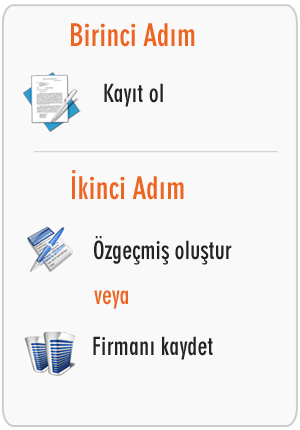 Birinci Adım
Kayıt ol
İkinci Adım
Özgeçmiş oluştur
veya
Firmanı kaydet